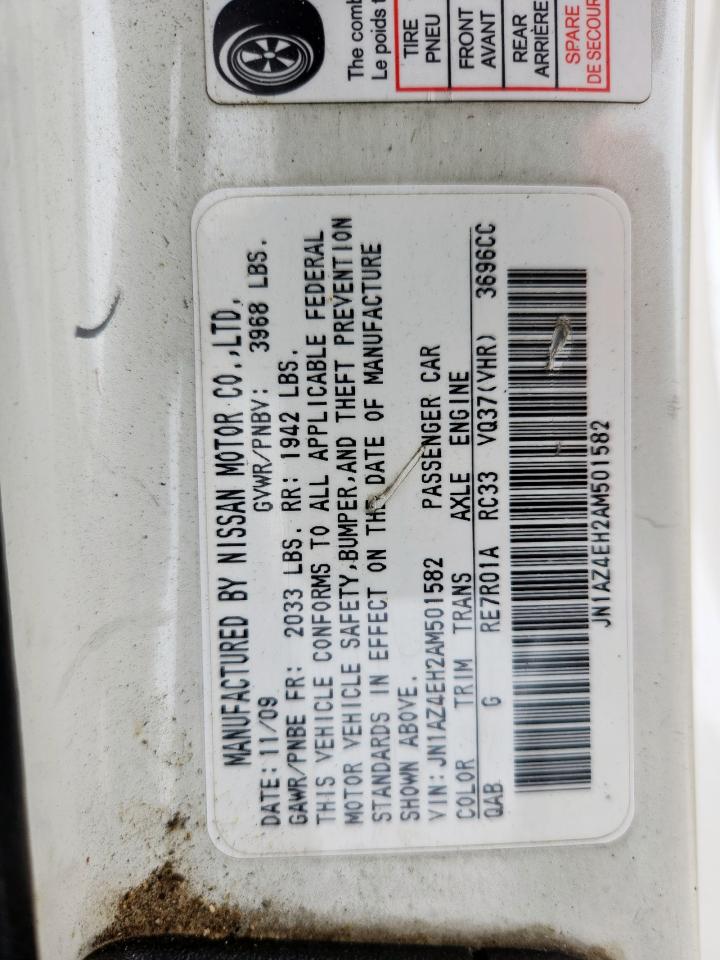 The comb
Le poids t
TIRE
PNEU
FRONT
AVANT
REAR
ARRIÈRE
SPARE
DE SECOUR
MANUFACTURED BY NISSAN MOTOR CO.,LTD.
DATE: 11/09 GVWR/PNBV: 3968 LBS.
GAWR/PNBE FR: 2033 LBS. RR: 1942 LBS.
THIS VEHICLE CONFORMS TO ALL APPLICABLE FEDERAL
MOTOR VEHICLE SAFETY,BUMPER,AND THEFT PREVENTION
STANDARDS IN EFFECT ON THE DATE OF MANUFACTURE
SHOWN ABOVE.
VIN: JN1AZ4EH2AM501582 PASSENGER CAR
COLOR TRIM TRANS AXLE ENGINE
QAB G RE7R01A RC33 VQ37(VHR) 3696CC
JN1AZ4EH2AM501582